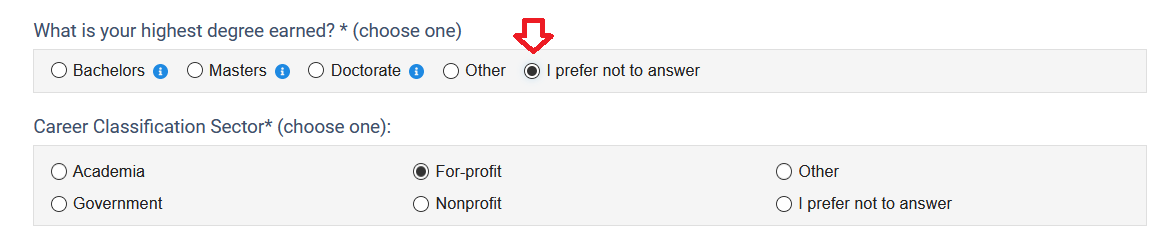 What is your highest degree earned? * (choose one)
Bachelors i Masters i Doctorate i Other I prefer not to answer
Career Classification Sector* (choose one):
Academia For-profit Other
Government Nonprofit I prefer not to answer